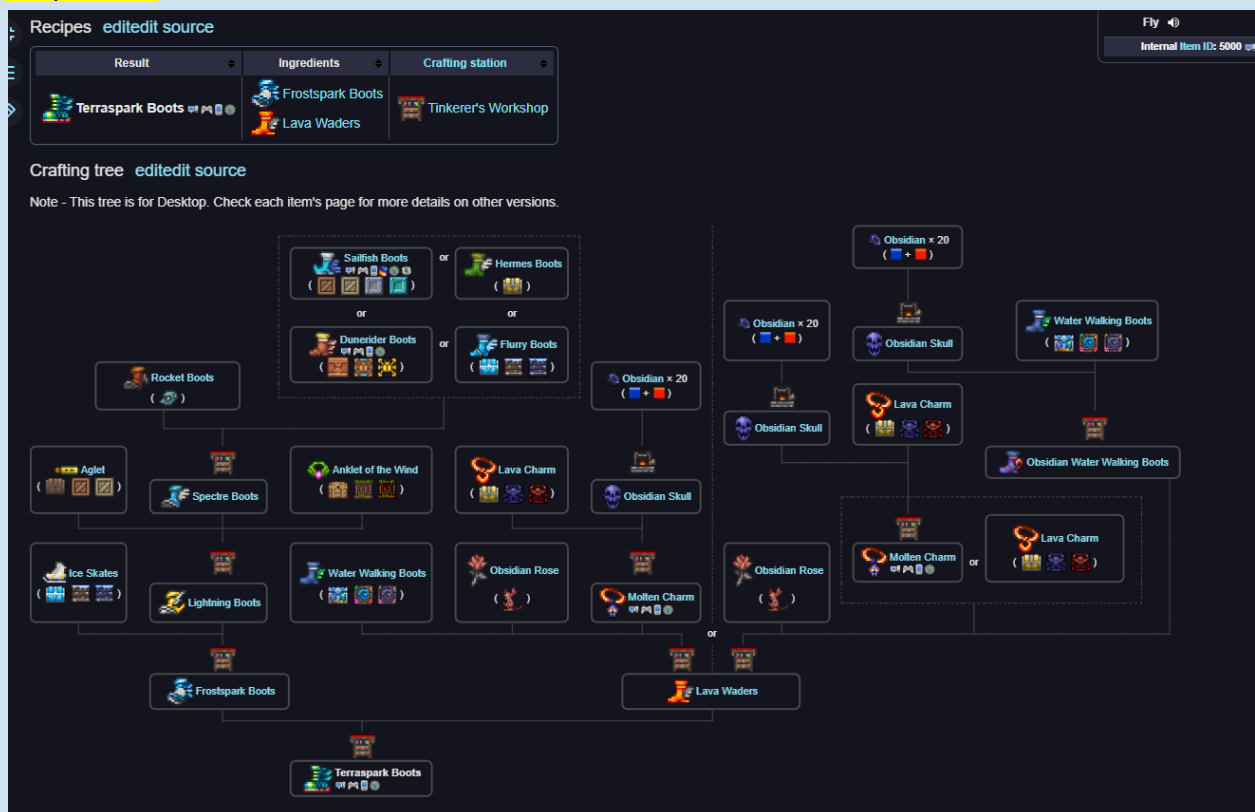 Recipes editedit source
Fly
Internal Item ID: 5000
Result Ingredients Crafting station
Terraspark Boots
Frostspark Boots
Lava Waders
Tinkerer's Workshop
Crafting tree editedit source
Note - This tree is for Desktop. Check each item's page for more details on other versions.
Obsidian × 20
( + )
Sailfish Boots
( )
or
Hermes Boots
( )
or
or
Obsidian × 20
( + )
Obsidian Skull
Water Walking Boots
( )
Dunerider Boots
( )
or
Flurry Boots
( )
Rocket Boots
( )
Obsidian × 20
( + )
Lava Charm
( )
Obsidian Skull
Aglet
( )
Spectre Boots
Anklet of the Wind
( )
Lava Charm
( )
Obsidian Skull
Obsidian Water Walking Boots
Ice Skates
( )
Lightning Boots
Water Walking Boots
( )
Obsidian Rose
( )
Molten Charm
Obsidian Rose
( )
Molten Charm
or
Lava Charm
( )
or
Frostspark Boots
Lava Waders
Terraspark Boots